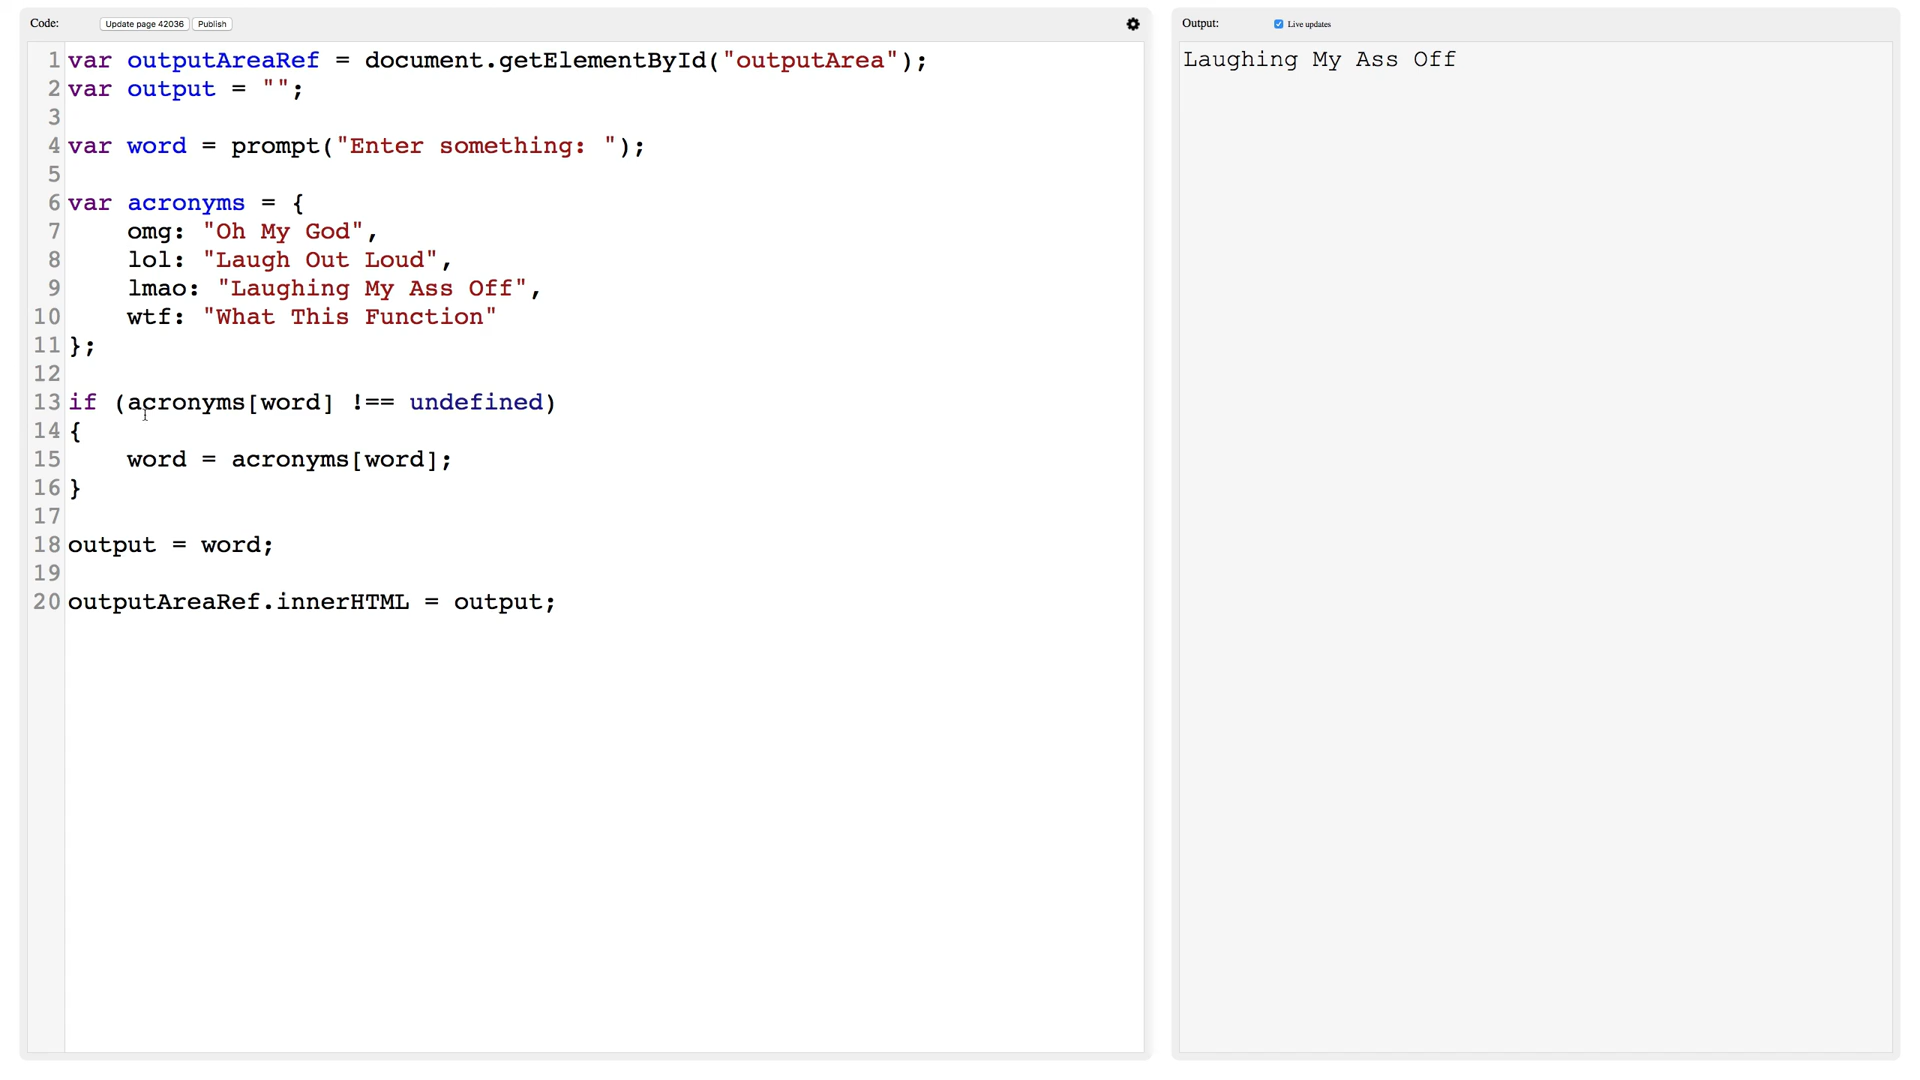 Code:
Update page 42036
Publish
1 var outputAreaRef = document.getElementById("outputArea");
2 var output = "";
3
4 var word = prompt("Enter something: ");
5
6 var acronyms = {
7     omg: "Oh My God",
8     lol: "Laugh Out Loud",
9     lmao: "Laughing My Ass Off",
10     wtf: "What This Function"
11 };
12
13 if (acronyms[word] !== undefined)
14 {
15     word = acronyms[word];
16 }
17
18 output = word;
19
20 outputAreaRef.innerHTML = output;
Output:
Live updates
Laughing My Ass Off